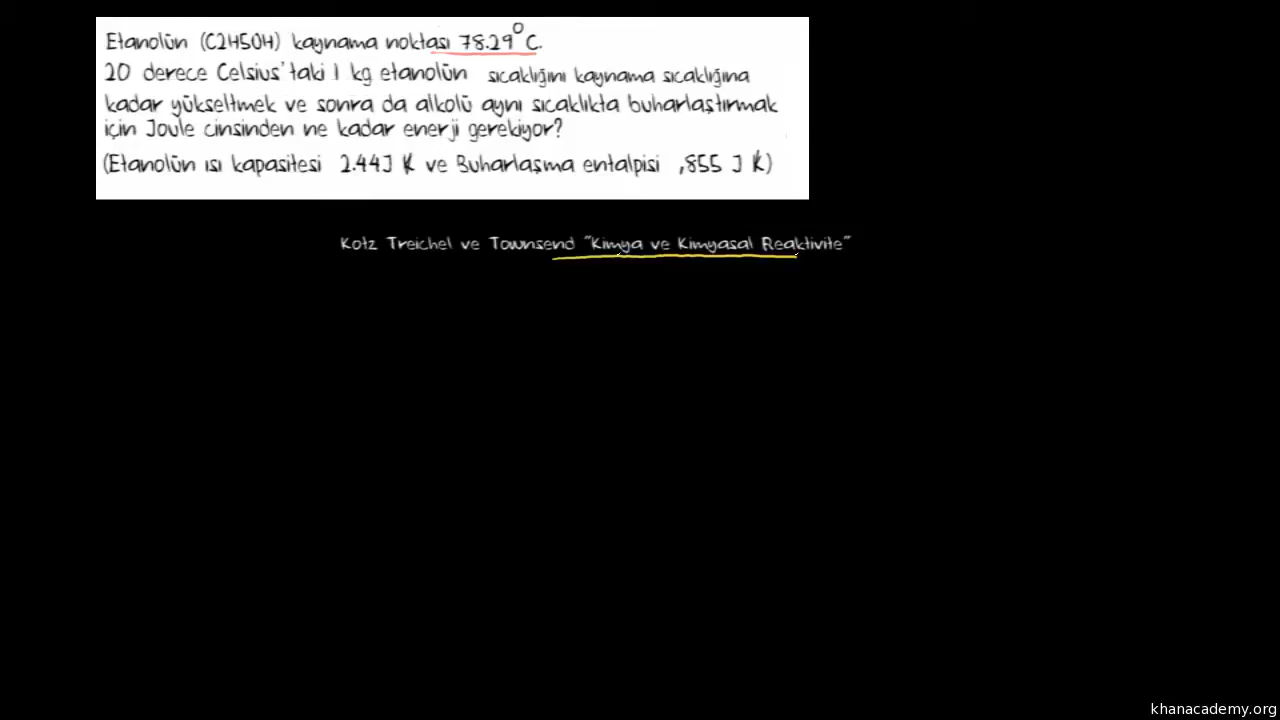 Etanolün (C2H5OH) kaynama noktası 78.29°C.
20 derece Celsius'taki 1 kg etanolün sıcaklığını kaynama sıcaklığına
kadar yükseltmek ve sonra da alkolü aynı sıcaklıkta buharlaştırmak
için Joule cinsinden ne kadar enerji gerekiyor?
(Etanolün ısı kapasitesi 2.44J K ve Buharlaşma entalpisi ,855 J K)
Kotz Treichel ve Townsend "Kimya ve Kimyasal Reaktivite"
khanacademy.org